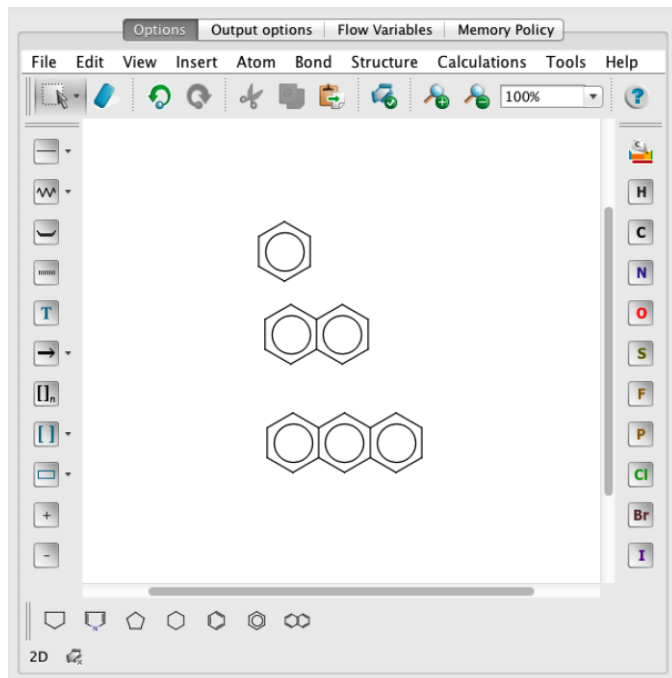 Options Output options Flow Variables Memory Policy
File Edit View Insert Atom Bond Structure Calculations Tools Help
100% ?
H
C
N
T O
S
[]n F
[ ] P
Cl
+ Br
- I
N
2D